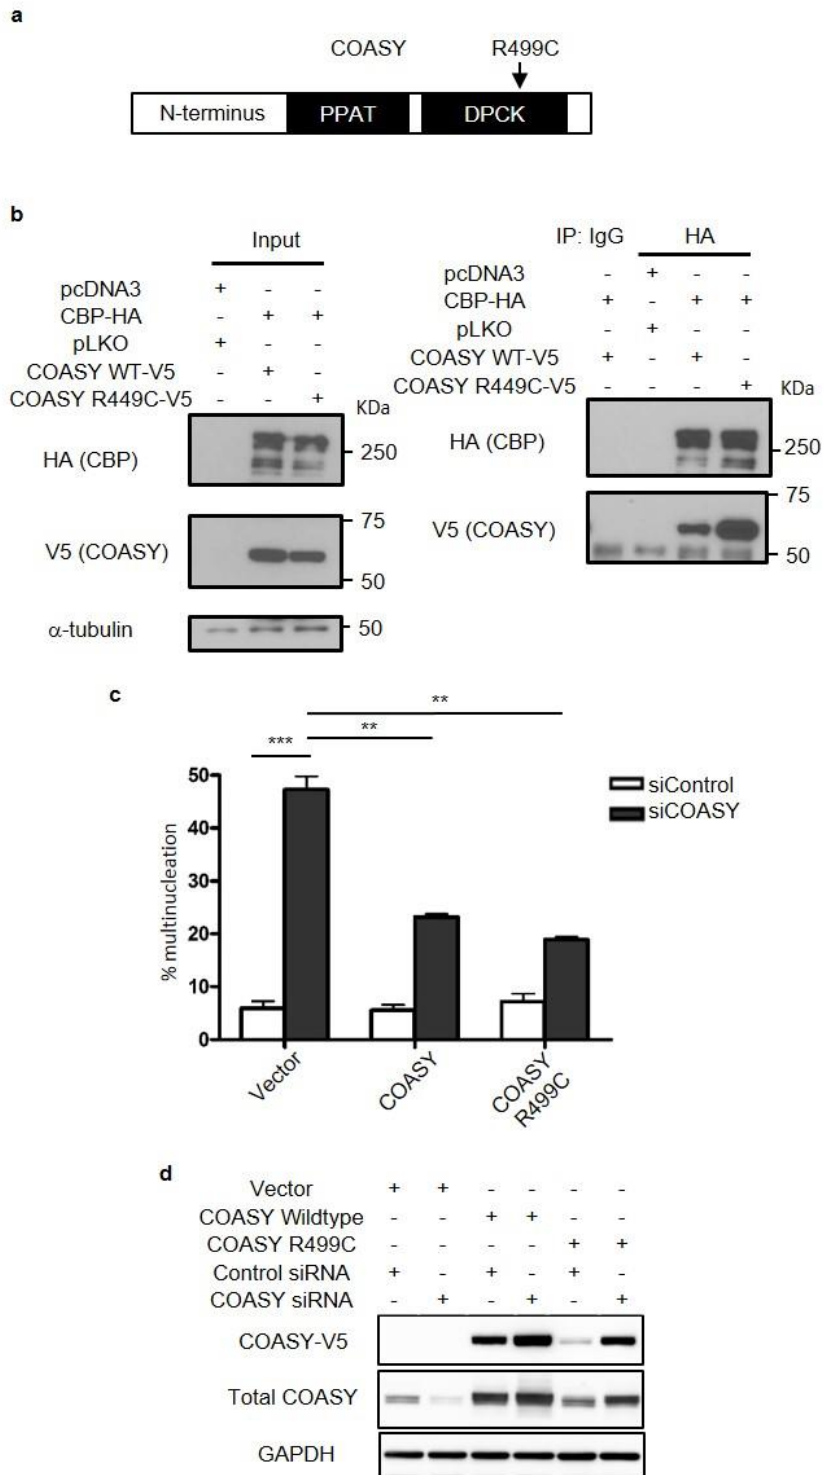 a
COASY R499C
N-terminus PPAT DPCK
b
Input
pcDNA3 + - -
CBP-HA - + +
pLKO + - -
COASY WT-V5 - + -
COASY R449C-V5 - - +
KDa
HA (CBP) 250
V5 (COASY) 75
50
α-tubulin 50
IP: IgG HA
pcDNA3 - + - -
CBP-HA + - + +
pLKO - + - -
COASY WT-V5 + - + -
COASY R449C-V5 - - - +
KDa
HA (CBP) 250
V5 (COASY) 75
50
c
**
**
***
% multinucleation
50
40
30
20
10
0
Vector
COASY
COASY
R499C
siControl
siCOASY
d
Vector + + - - - -
COASY Wildtype - - + + - -
COASY R499C - - - - + +
Control siRNA + - + - + -
COASY siRNA - + - + - +
COASY-V5
Total COASY
GAPDH